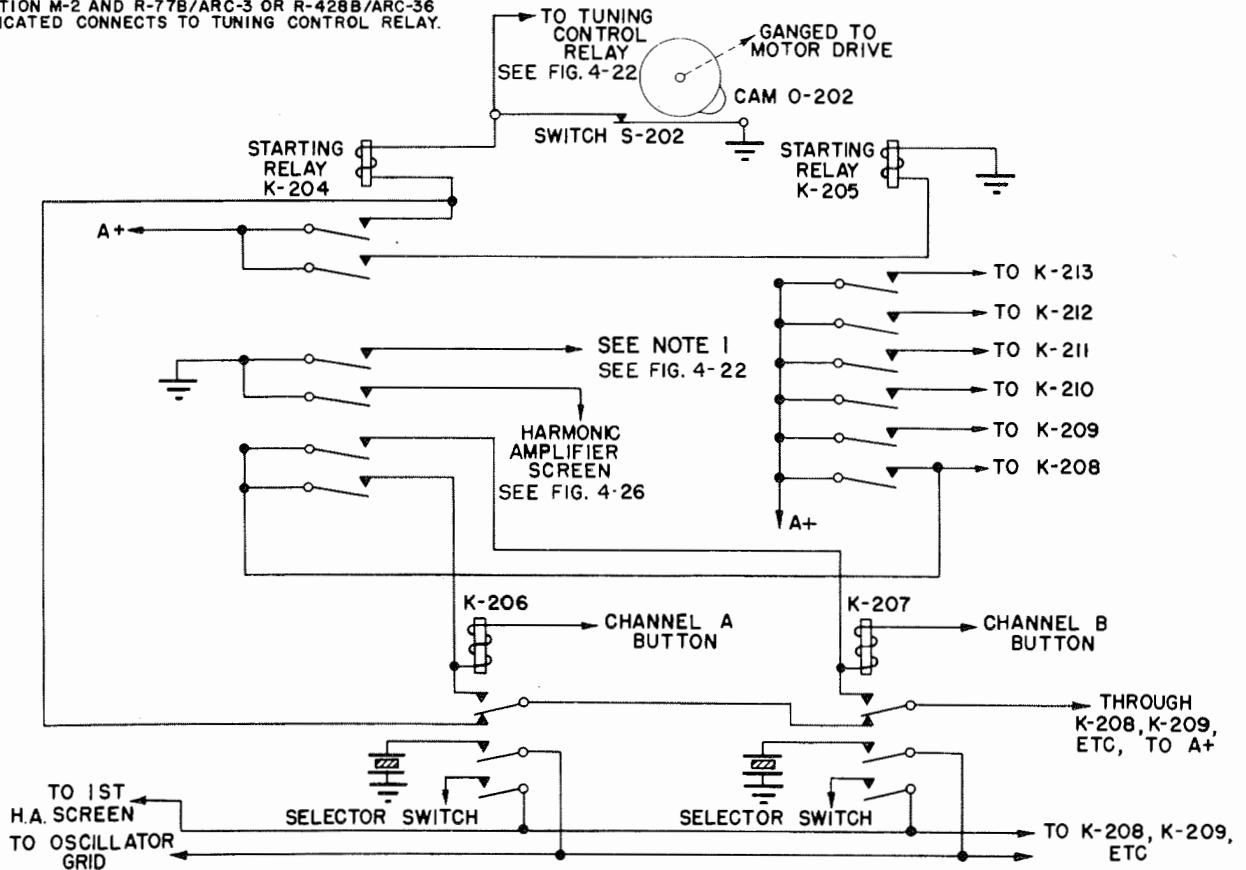 TION M-2 AND R-77B/ARC-3 OR R-428B/ARC-36
ICATED CONNECTS TO TUNING CONTROL RELAY.
TO TUNING
CONTROL
RELAY
SEE FIG. 4-22
GANGED TO
MOTOR DRIVE
CAM O-202
SWITCH S-202
STARTING
RELAY
K-204
STARTING
RELAY
K-205
A+
TO K-213
TO K-212
TO K-211
TO K-210
TO K-209
TO K-208
A+
SEE NOTE 1
SEE FIG. 4-22
HARMONIC
AMPLIFIER
SCREEN
SEE FIG. 4-26
K-206
CHANNEL A
BUTTON
K-207
CHANNEL B
BUTTON
THROUGH
K-208, K-209,
ETC, TO A+
SELECTOR SWITCH
SELECTOR SWITCH
TO 1ST
H.A. SCREEN
TO OSCILLATOR
GRID
TO K-208, K-209,
ETC